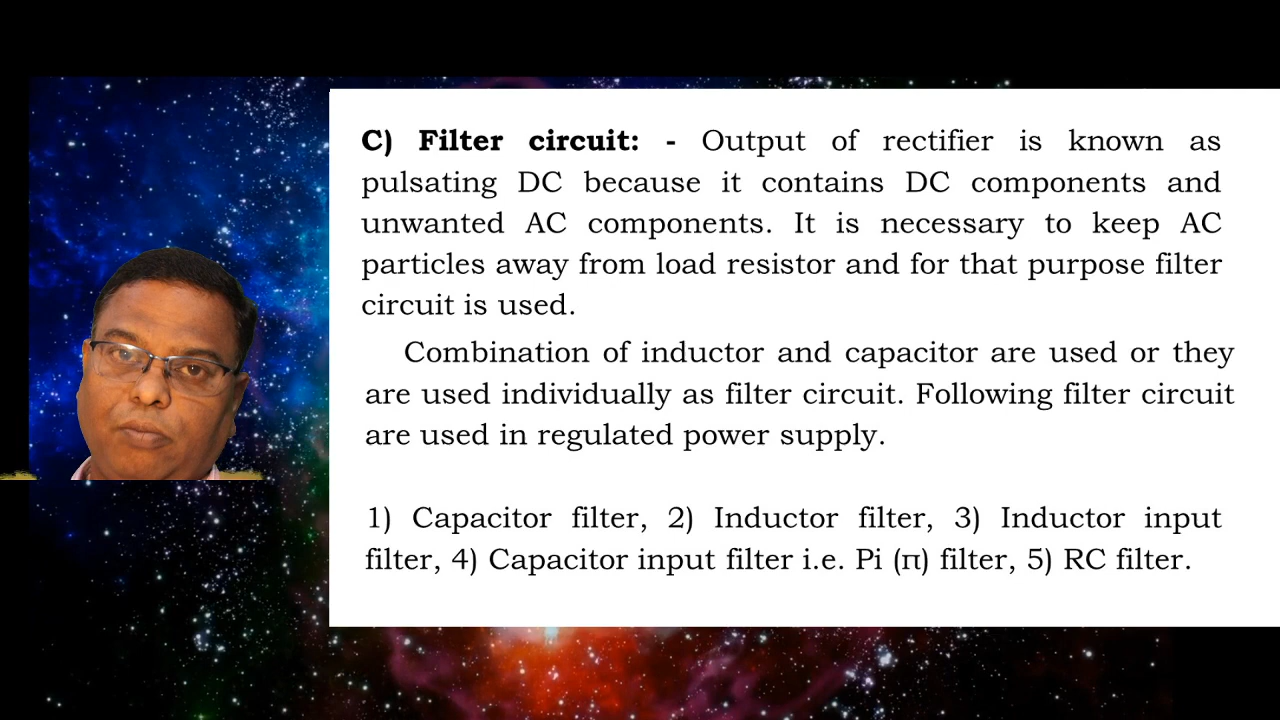 C) Filter circuit: - Output of rectifier is known as
pulsating DC because it contains DC components and
unwanted AC components. It is necessary to keep AC
particles away from load resistor and for that purpose filter
circuit is used.
Combination of inductor and capacitor are used or they
are used individually as filter circuit. Following filter circuit
are used in regulated power supply.
1) Capacitor filter, 2) Inductor filter, 3) Inductor input
filter, 4) Capacitor input filter i.e. Pi (π) filter, 5) RC filter.